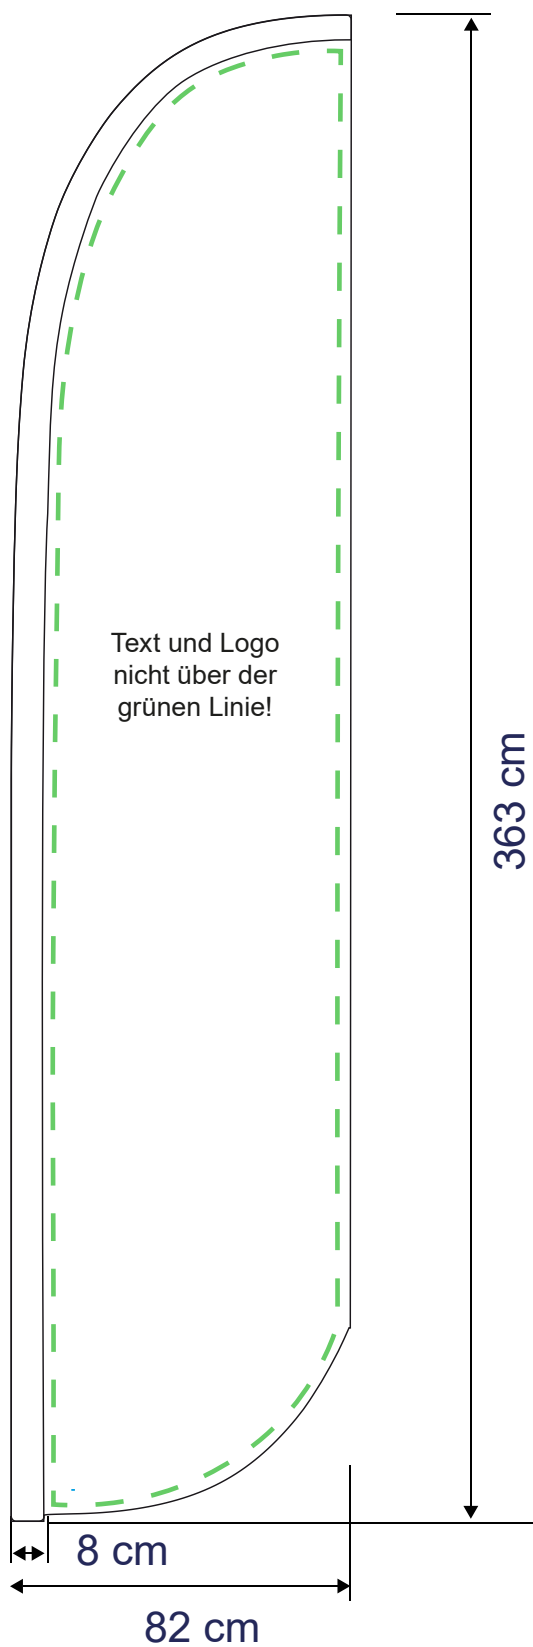 Text und Logo
nicht über der
grünen Linie!
363 cm
8 cm
82 cm